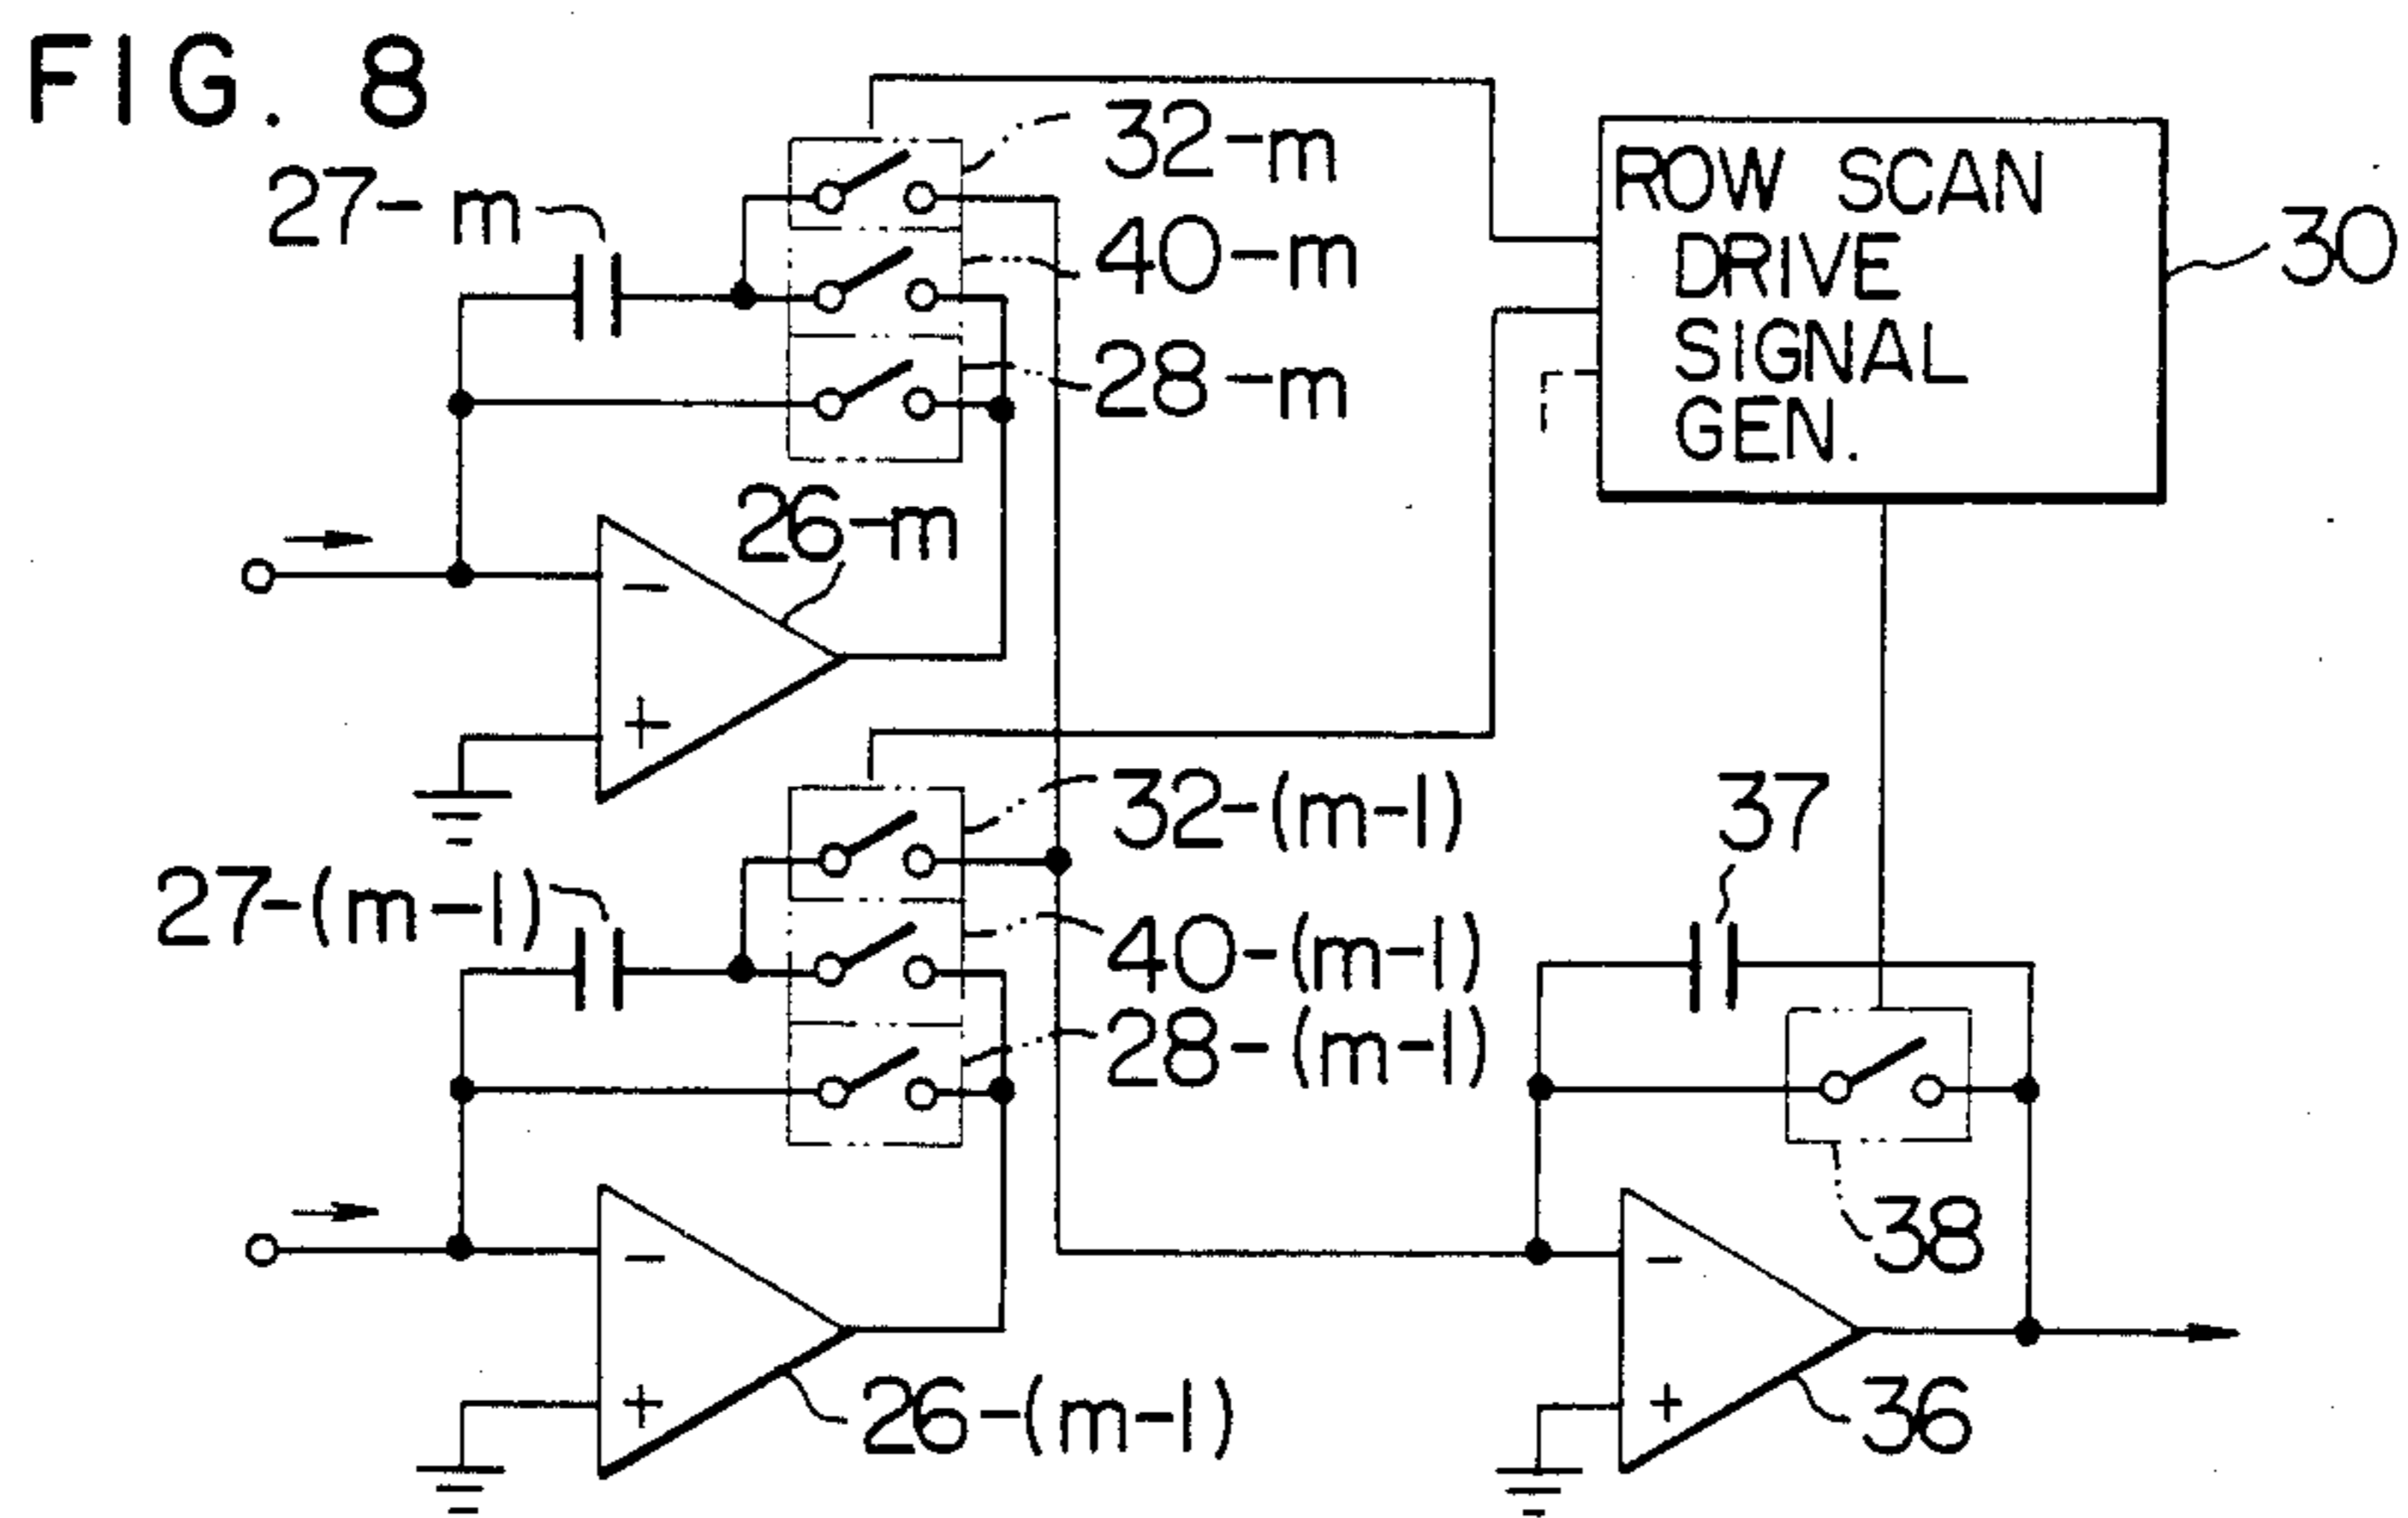 FIG. 8
32-m
27-m
40-m
28-m
ROW SCAN
DRIVE
SIGNAL
GEN.
30
26-m
-
+
32-(m-1)
37
27-(m-1)
40-(m-1)
28-(m-1)
38
-
+
26-(m-1)
-
+
36